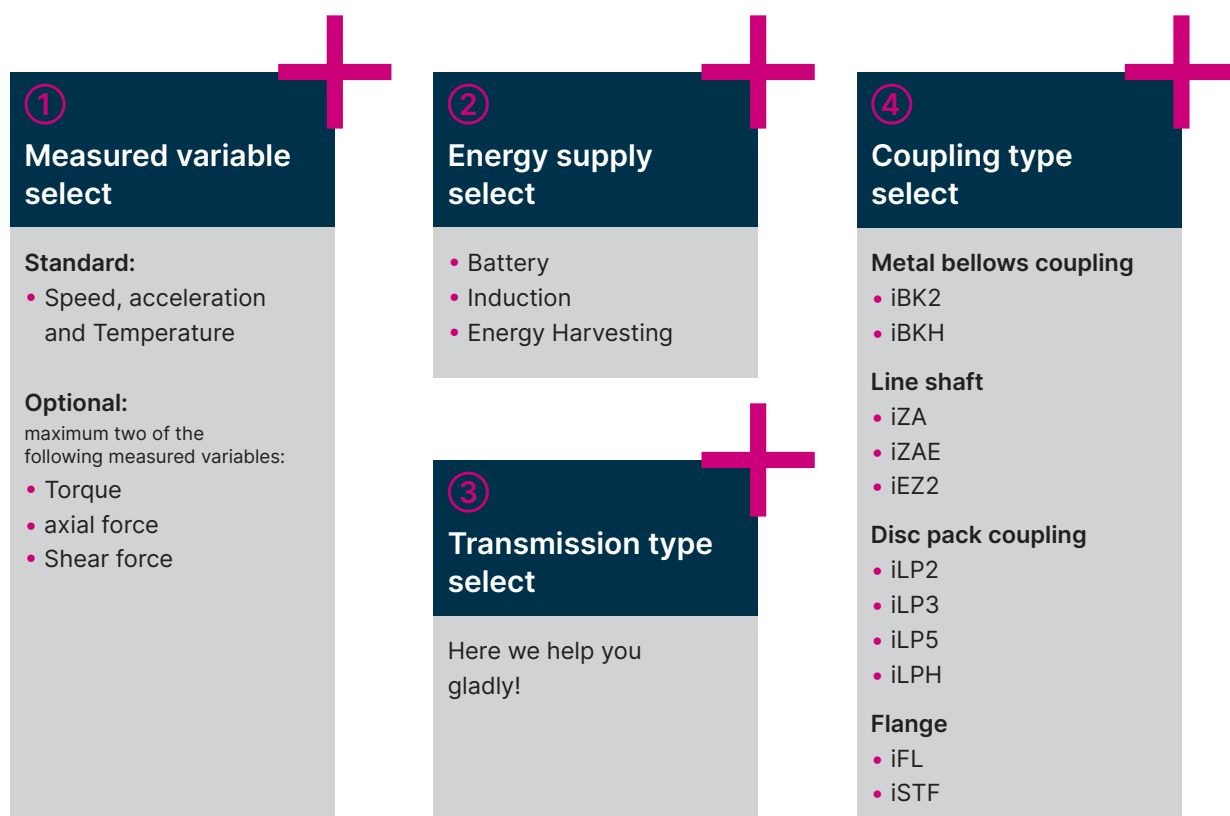 ①
Measured variable
select
Standard:
• Speed, acceleration
and Temperature
Optional:
maximum two of the
following measured variables:
• Torque
• axial force
• Shear force
②
Energy supply
select
• Battery
• Induction
• Energy Harvesting
③
Transmission type
select
Here we help you
gladly!
④
Coupling type
select
Metal bellows coupling
• iBK2
• iBKH
Line shaft
• iZA
• iZAE
• iEZ2
Disc pack coupling
• iLP2
• iLP3
• iLP5
• iLPH
Flange
• iFL
• iSTF